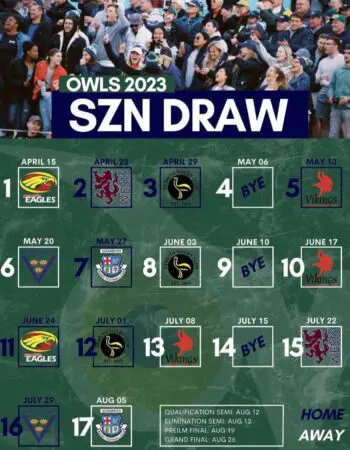 OWLS 2023
SZN DRAW
APRIL 15 APRIL 22 APRIL 29 MAY 06 MAY 13
1 EAGLES 2 WESTS 3 4 BYE 5 Vikings
MAY 20 MAY 27 JUNE 03 JUNE 10 JUNE 17
6 7 8 9 BYE 10 Vikings
JUNE 24 JULY 01 JULY 08 JULY 15 JULY 22
11 EAGLES 12 13 Vikings 14 BYE 15 WESTS
JULY 29 AUG 05
16 17
QUALIFICATION SEMI: AUG 12
ELIMINATION SEMI: AUG 13
PREILM.FINAL: AUG 19
GRAND FINAL: AUG 26
HOME
AWAY